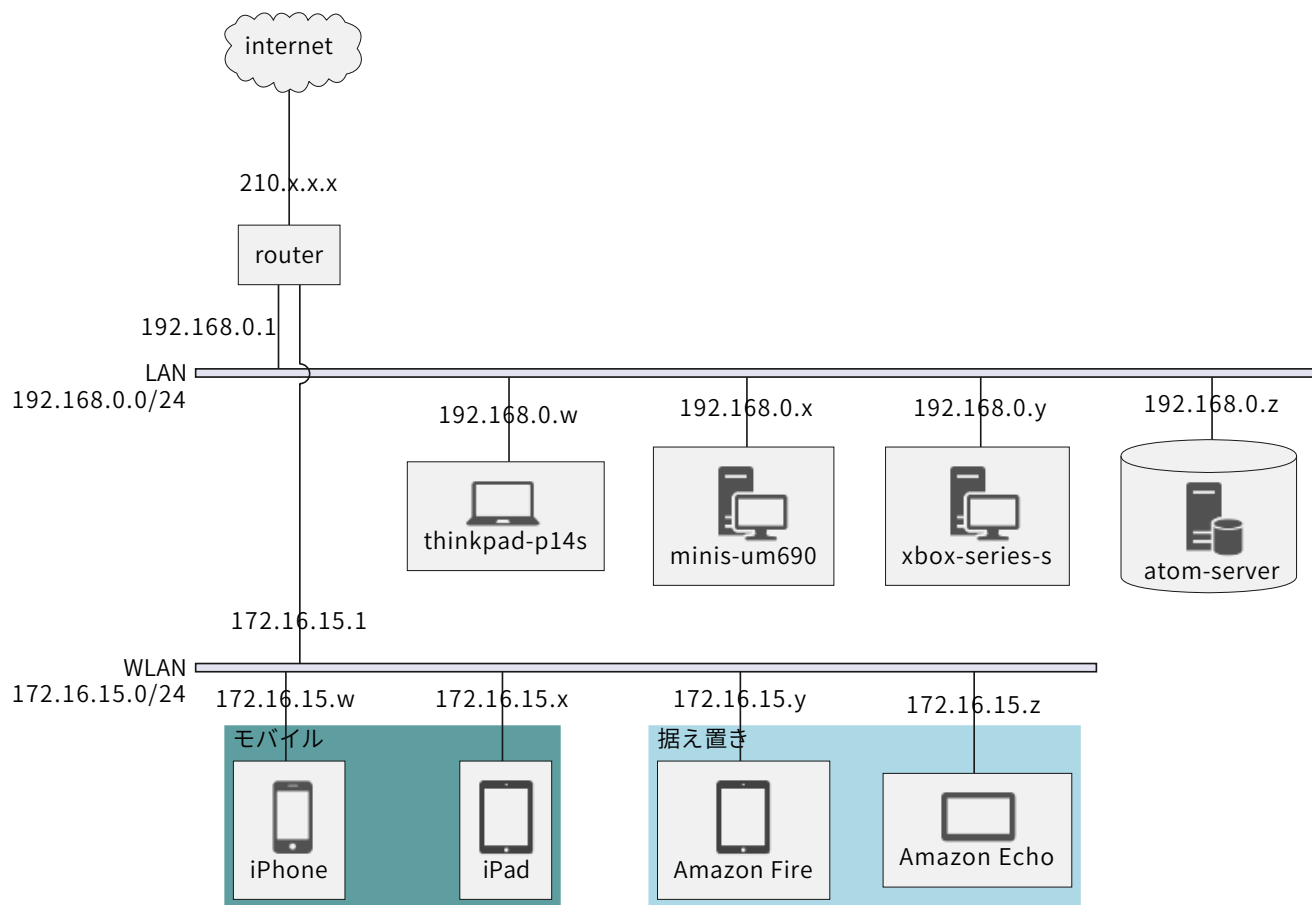 internet
210.x.x.x
router
192.168.0.1
LAN
192.168.0.0/24
192.168.0.w
192.168.0.x
192.168.0.y
192.168.0.z
thinkpad-p14s
minis-um690
xbox-series-s
atom-server
172.16.15.1
WLAN
172.16.15.0/24
172.16.15.w
172.16.15.x
172.16.15.y
172.16.15.z
モバイル
据え置き
iPhone
iPad
Amazon Fire
Amazon Echo